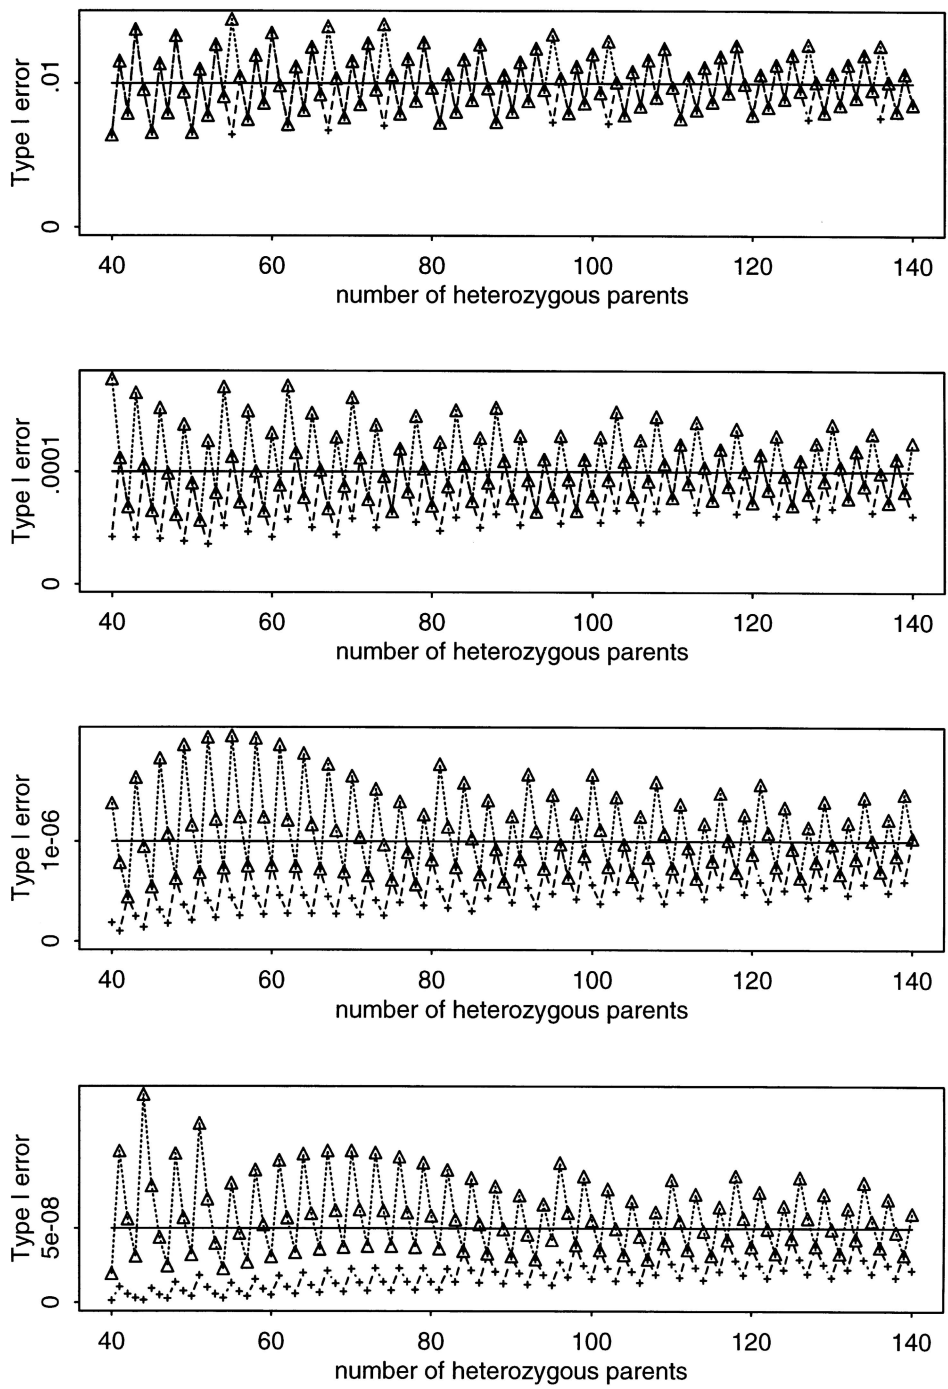 Type I error
.01
0
40 60 80 100 120 140
number of heterozygous parents
Type I error
.0001
0
40 60 80 100 120 140
number of heterozygous parents
Type I error
1e-06
0
40 60 80 100 120 140
number of heterozygous parents
Type I error
5e-08
0
40 60 80 100 120 140
number of heterozygous parents